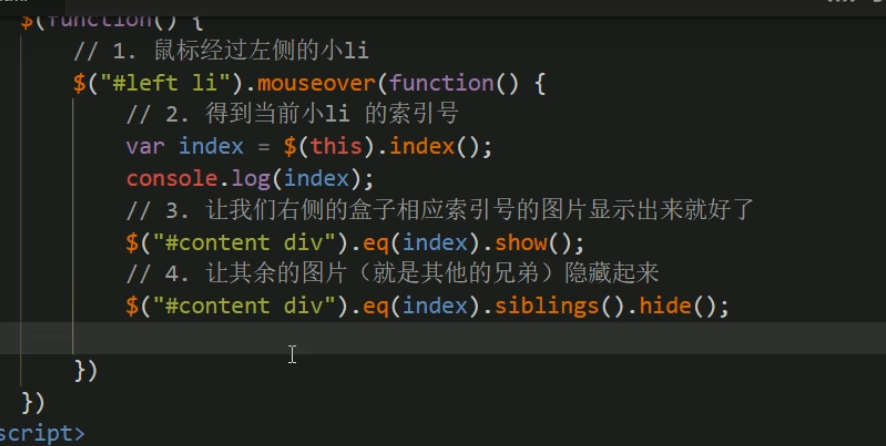 $(function() {
// 1. 鼠标经过左侧的小li
$("#left li").mouseover(function() {
// 2. 得到当前小li 的索引号
var index = $(this).index();
console.log(index);
// 3. 让我们右侧的盒子相应索引号的图片显示出来就好了
$("#content div").eq(index).show();
// 4. 让其余的图片（就是其他的兄弟）隐藏起来
$("#content div").eq(index).siblings().hide();
})
})
script>